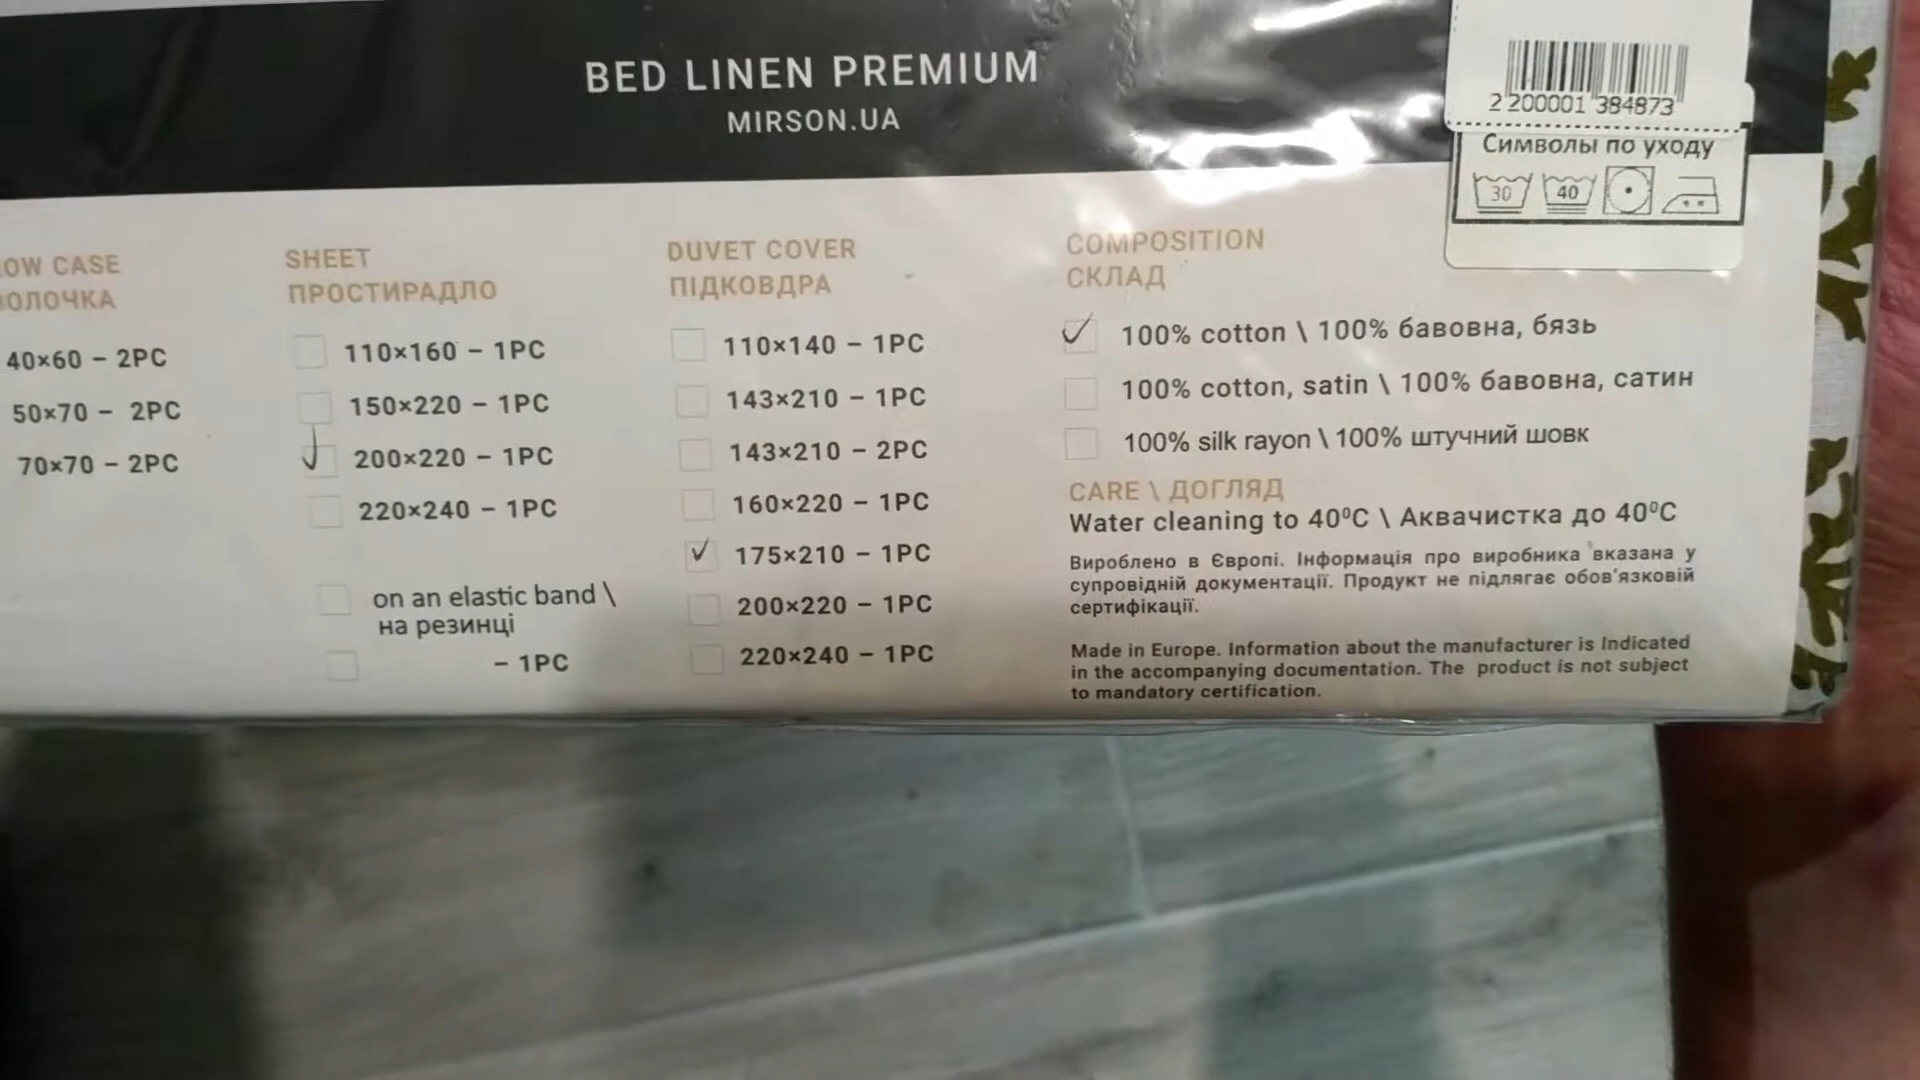 BED LINEN PREMIUM
MIRSON.UA
2 200001 384873
Символы по уходу
30 40
OW CASE
ОЛОЧКА
40×60 – 2PC
50×70 – 2PC
70×70 – 2PC
SHEET
ПРОСТИРАДЛО
110×160 – 1PC
150×220 – 1PC
200×220 – 1PC
220×240 – 1PC
on an elastic band \
на резинці
– 1PC
DUVET COVER
ПІДКОВДРА
110×140 – 1PC
143×210 – 1PC
143×210 – 2PC
160×220 – 1PC
175×210 – 1PC
200×220 – 1PC
220×240 – 1PC
COMPOSITION
СКЛАД
100% cotton \ 100% бавовна, бязь
100% cotton, satin \ 100% бавовна, сатин
100% silk rayon \ 100% штучний шовк
CARE \ ДОГЛЯД
Water cleaning to 40⁰C \ Аквачистка до 40⁰C
Вироблено в Європі. Інформація про виробника вказана у
супровідній документації. Продукт не підлягає обов'язковій
сертифікації.
Made in Europe. Information about the manufacturer is Indicated
in the accompanying documentation. The product is not subject
to mandatory certification.